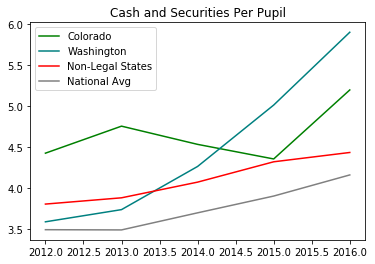 Cash and Securities Per Pupil
6.0
5.5
5.0
4.5
4.0
3.5
Colorado
Washington
Non-Legal States
National Avg
2012.0 2012.5 2013.0 2013.5 2014.0 2014.5 2015.0 2015.5 2016.0